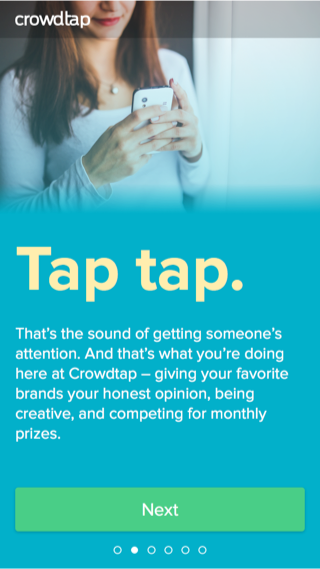 crowdtap
Tap tap.
That's the sound of getting someone's
attention. And that's what you're doing
here at Crowdtap – giving your favorite
brands your honest opinion, being
creative, and competing for monthly
prizes.
Next